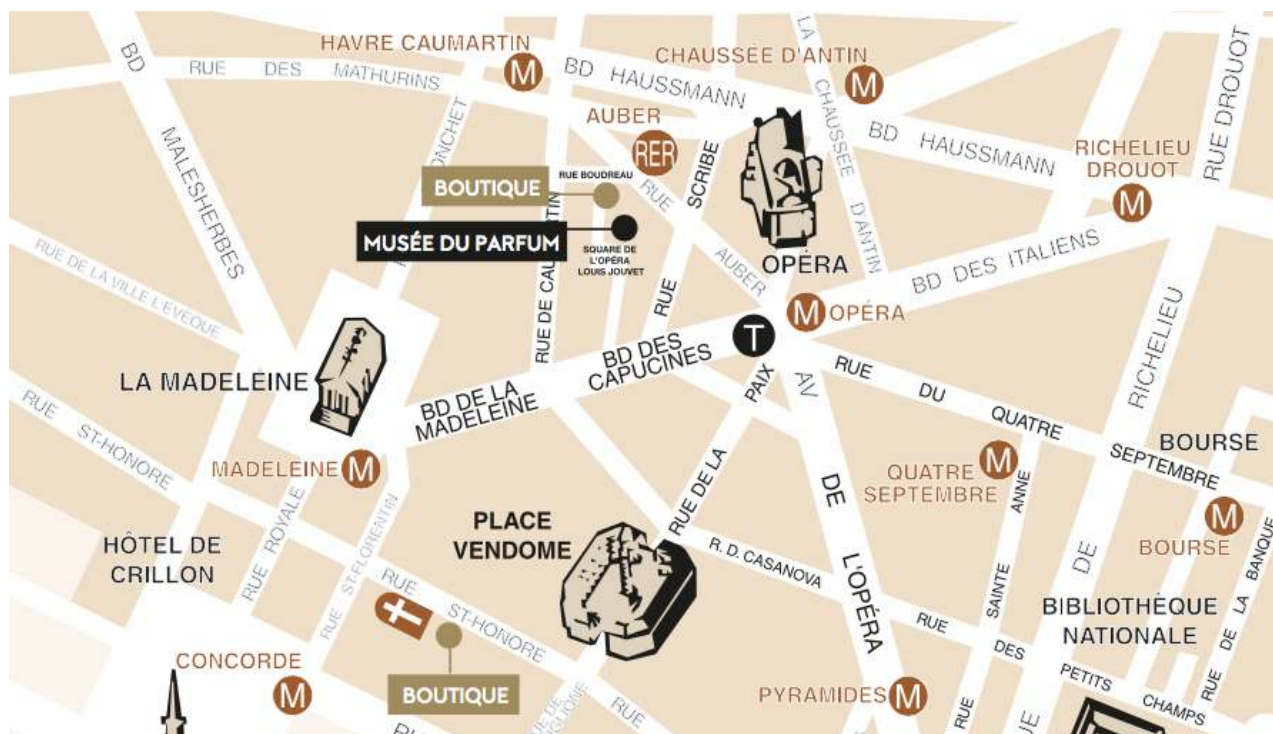 HAVRE CAUMARTIN
M
BD HAUSSMANN
CHAUSSÉE D'ANTIN
M
LA CHAUSSÉE D'ANTIN
RUE DROUOT
BD MALESHERBES
RUE DES MATHURINS
AUBER
RER
BD HAUSSMANN
RICHELIEU
DROUOT
M
BOUTIQUE
RUE BOUDREAU
RUE SCRIBE
MUSÉE DU PARFUM
SQUARE DE
L'OPÉRA
LOUIS JOUVET
RUE AUBER
OPÉRA
BD DES ITALIENS
RUE DE LA VILLE L'EVEQUE
M OPÉRA
T
LA MADELEINE
BD DES
CAPUCINES
BD DE LA
MADELEINE
RUE DE LA PAIX
AV DE L'OPÉRA
RUE DU QUATRE SEPTEMBRE
RUE ST-HONORE
MADELEINE M
QUATRE
SEPTEMBRE
M
BOURSE
RICHELIEU
DE
RUE
HÔTEL DE
CRILLON
RUE ROYALE
RUE ST-FLORENTIN
PLACE
VENDOME
R. D. CASANOVA
RUE SAINTE ANNE
M
BOURSE
RUE DE LA BANQUE
BIBLIOTHÈQUE
NATIONALE
RUE ST-HONORE
RUE
RUE DES PETITS CHAMPS
CONCORDE
M
BOUTIQUE
PYRAMIDES M